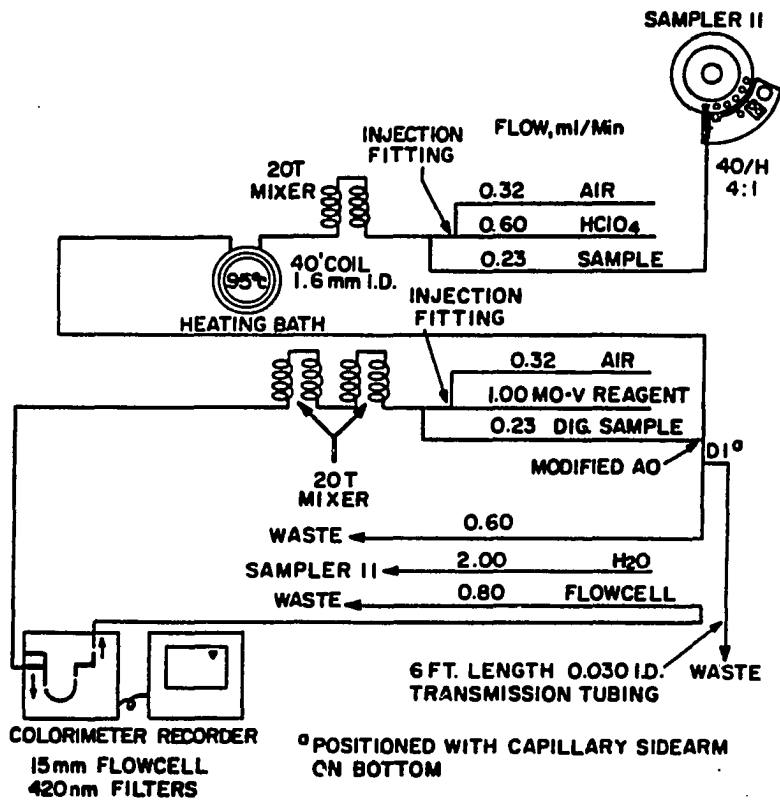 SAMPLER II
INJECTION
FITTING
FLOW, ml/Min
20T
MIXER
40/H
4:1
0.32 AIR
0.60 HClO4
0.23 SAMPLE
95°C
40' COIL
1.6 mm I.D.
HEATING BATH
INJECTION
FITTING
0.32 AIR
1.00 MO-V REAGENT
0.23 DIG. SAMPLE
MODIFIED AO
DIᵃ
20T
MIXER
WASTE 0.60
SAMPLER II 2.00 H2O
WASTE 0.80 FLOWCELL
6 FT. LENGTH 0.030 I.D.
TRANSMISSION TUBING
WASTE
COLORIMETER RECORDER
15mm FLOWCELL
420nm FILTERS
ᵃPOSITIONED WITH CAPILLARY SIDEARM
ON BOTTOM